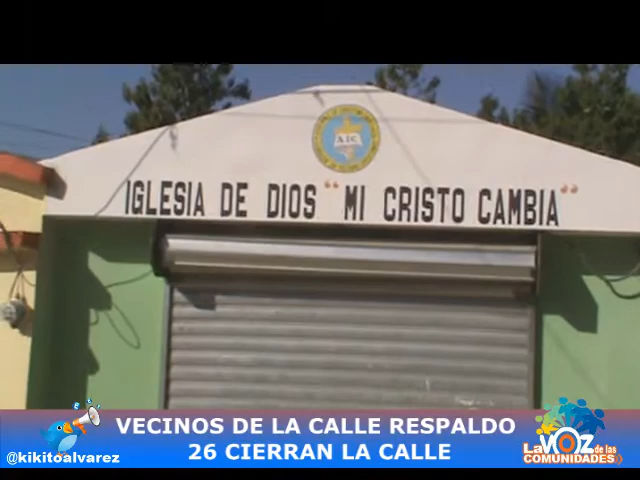 AIC
IGLESIA DE DIOS "MI CRISTO CAMBIA"
VECINOS DE LA CALLE RESPALDO
26 CIERRAN LA CALLE
@kikitoalvarez
La VOZ de las
COMUNIDADES